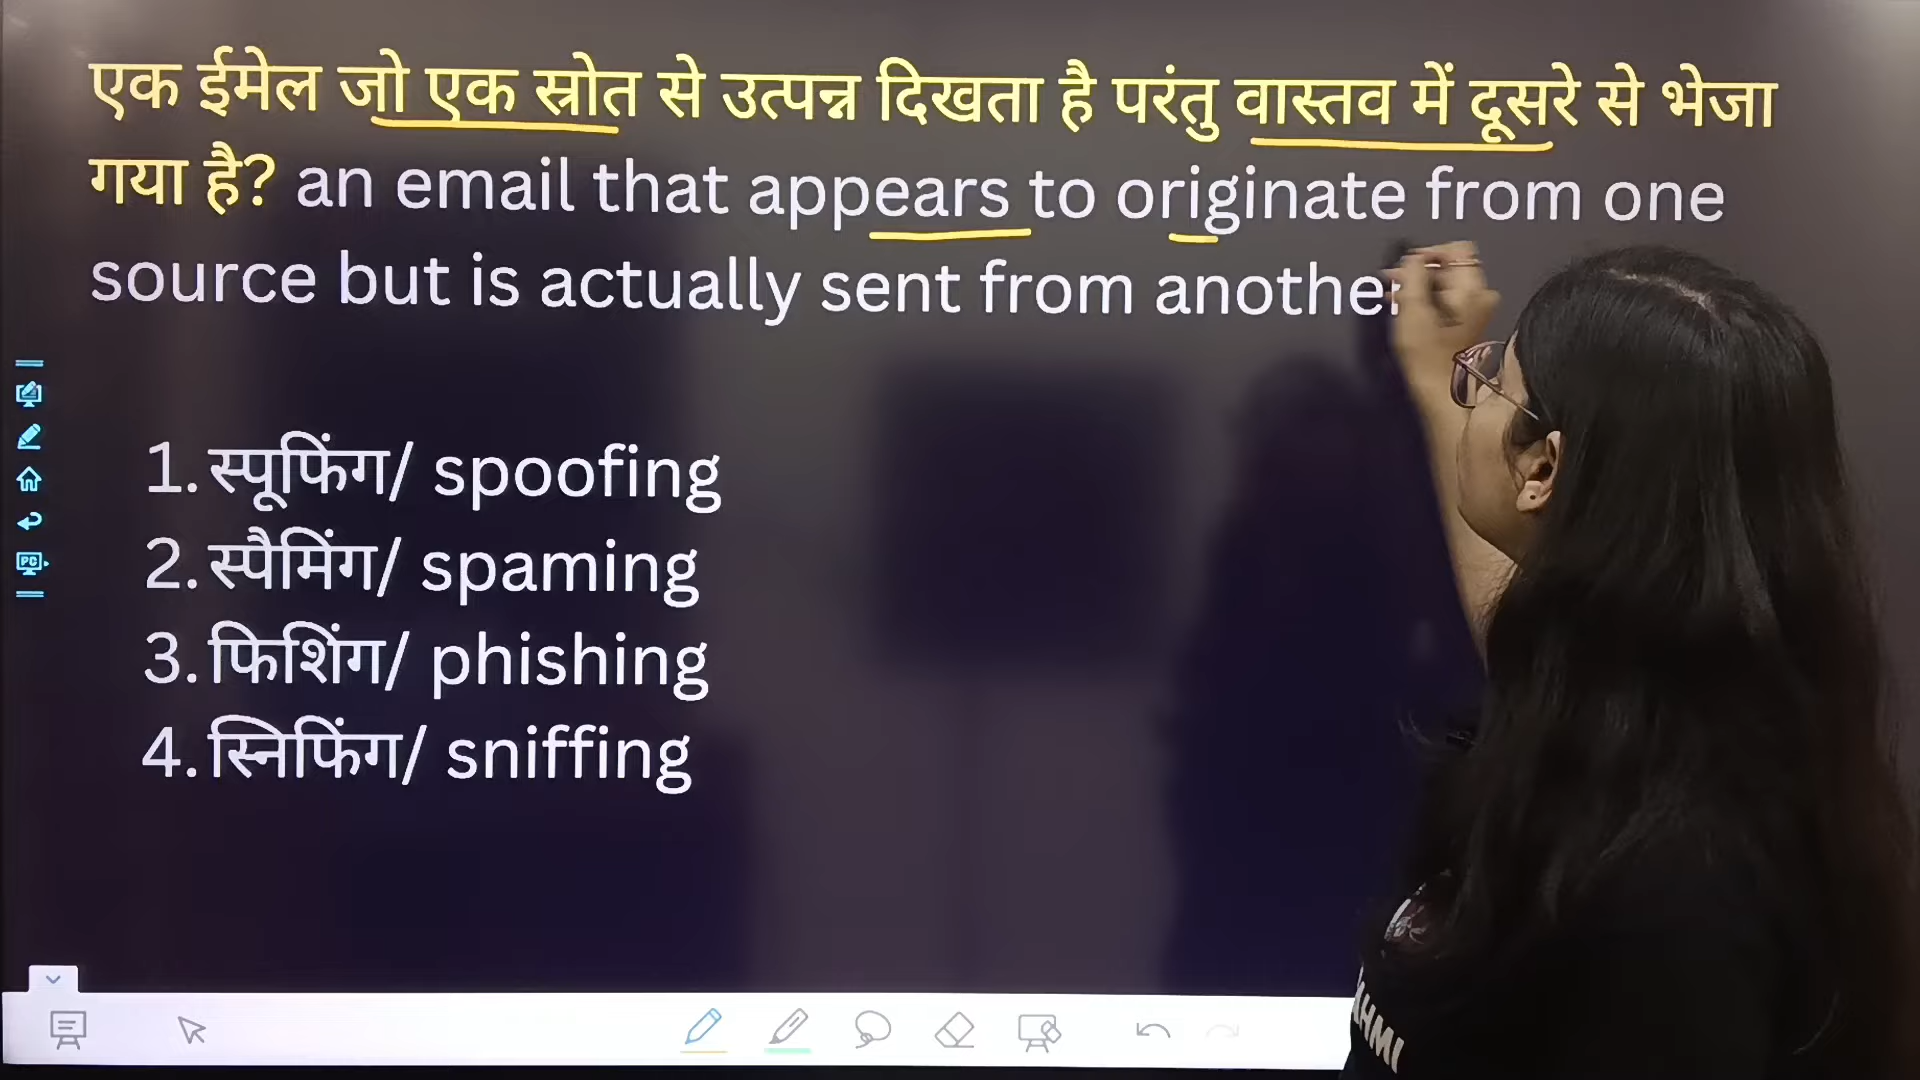 एक ईमेल जो एक स्रोत से उत्पन्न दिखता है परंतु वास्तव में दूसरे से भेजा
गया है? an email that appears to originate from one
source but is actually sent from another
1. स्पूफिंग/ spoofing
2. स्पैमिंग/ spaming
3. फिशिंग/ phishing
4. स्निफिंग/ sniffing
PC